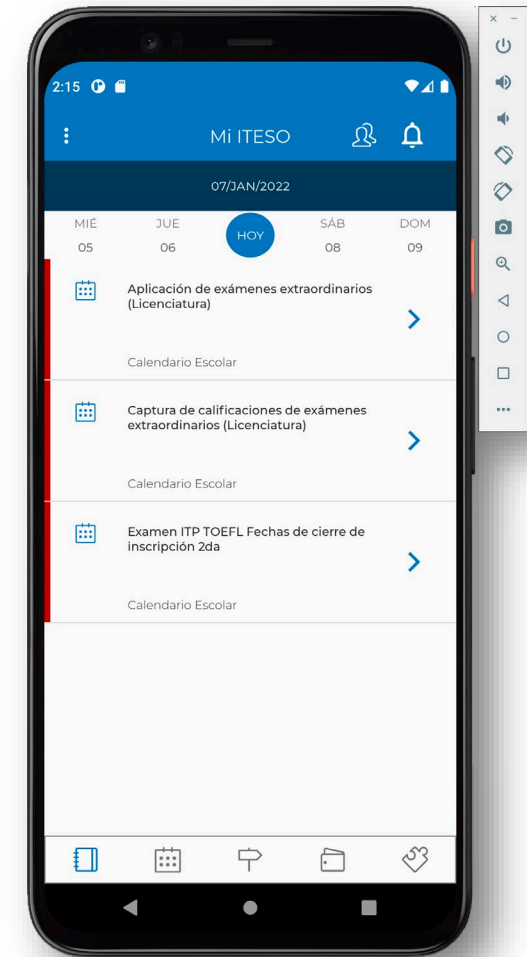 2:15
Mi ITESO
07/JAN/2022
MIÉ JUE HOY SÁB DOM
05 06 08 09
Aplicación de exámenes extraordinarios
(Licenciatura)
Calendario Escolar
Captura de calificaciones de exámenes
extraordinarios (Licenciatura)
Calendario Escolar
Examen ITP TOEFL Fechas de cierre de
inscripción 2da
Calendario Escolar